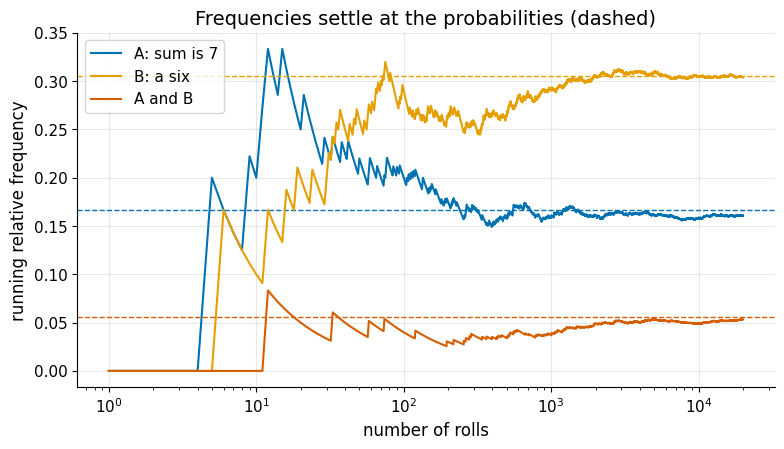 Frequencies settle at the probabilities (dashed)
A: sum is 7
B: a six
A and B
running relative frequency
0.35
0.30
0.25
0.20
0.15
0.10
0.05
0.00
10⁰
10¹
10²
10³
10⁴
number of rolls